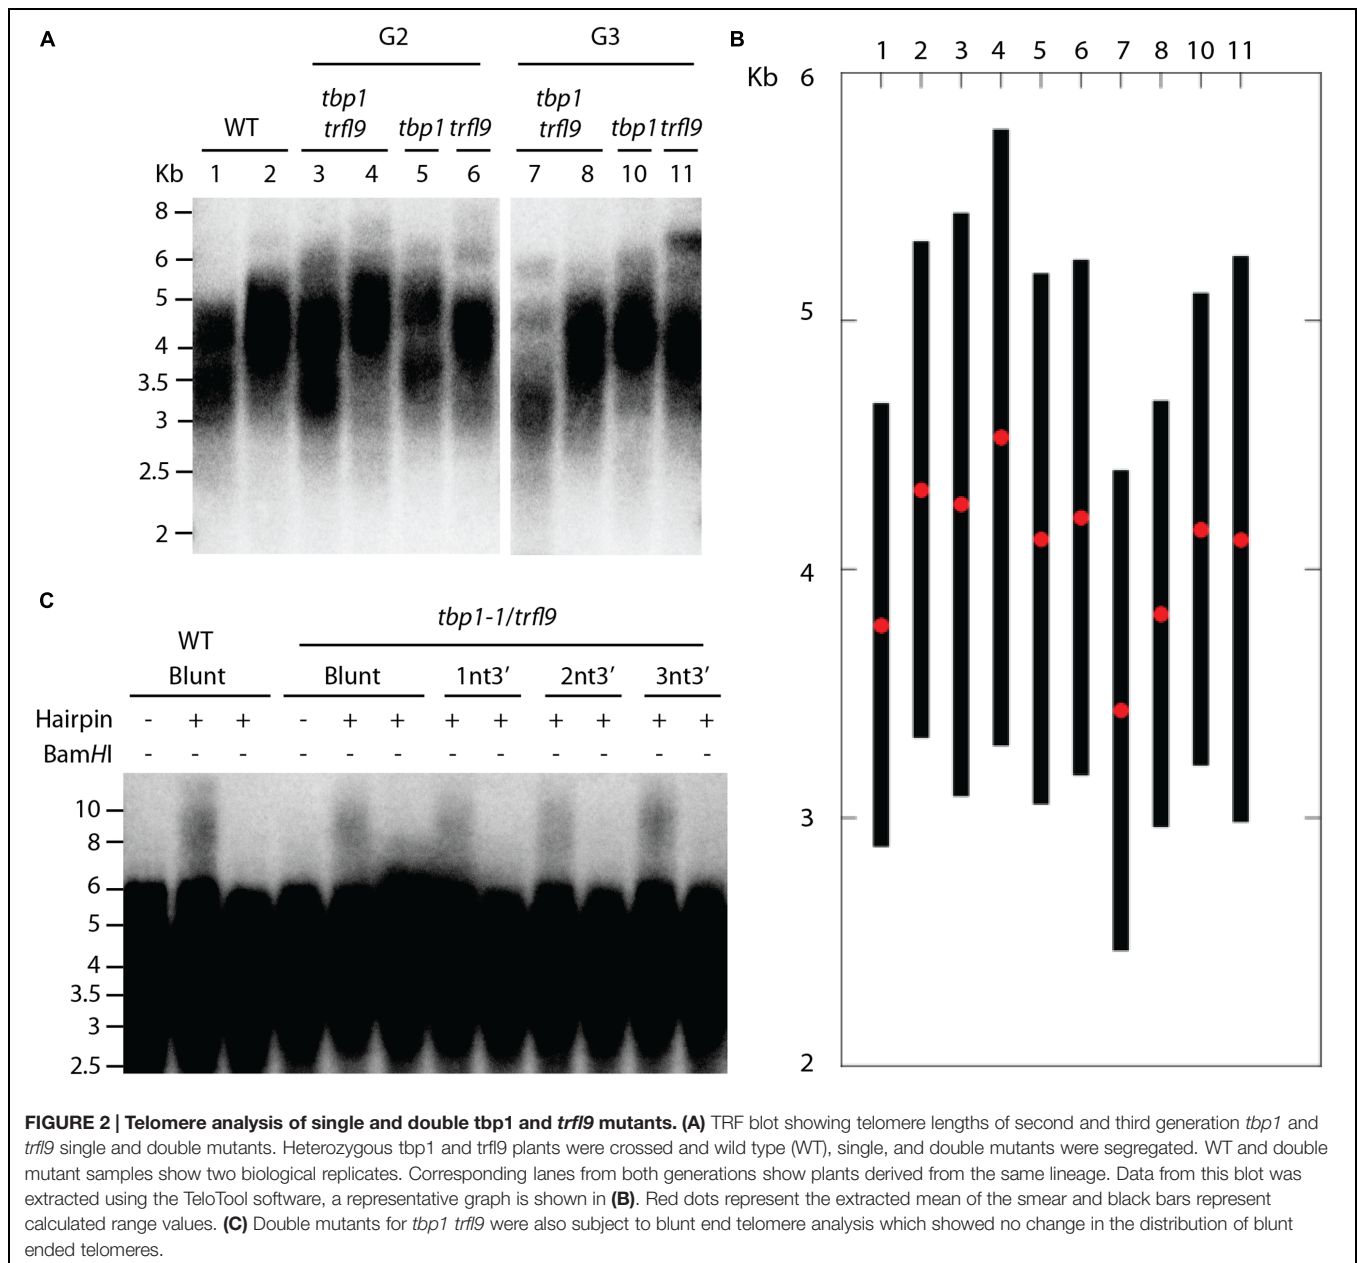 A
G2
G3
tbp1
trfl9
tbp1
trfl9
WT
tbp1 trfl9
tbp1 trfl9
Kb
1 2 3 4 5 6 7 8 10 11
8
6
5
4
3.5
3
2.5
2
B
1 2 3 4 5 6 7 8 10 11
Kb 6
5
4
3
2
C
tbp1-1/trfl9
WT
Blunt Blunt 1nt3′ 2nt3′ 3nt3′
Hairpin - + + - + + + + + + + +
BamHI - - - - - - - - - - - -
10
8
6
5
4
3.5
3
2.5
FIGURE 2 | Telomere analysis of single and double tbp1 and trfl9 mutants. (A) TRF blot showing telomere lengths of second and third generation tbp1 and
trfl9 single and double mutants. Heterozygous tbp1 and trfl9 plants were crossed and wild type (WT), single, and double mutants were segregated. WT and double
mutant samples show two biological replicates. Corresponding lanes from both generations show plants derived from the same lineage. Data from this blot was
extracted using the TeloTool software, a representative graph is shown in (B). Red dots represent the extracted mean of the smear and black bars represent
calculated range values. (C) Double mutants for tbp1 trfl9 were also subject to blunt end telomere analysis which showed no change in the distribution of blunt
ended telomeres.